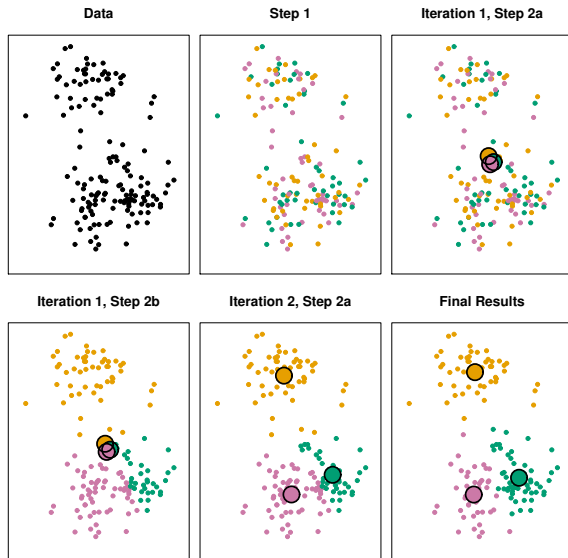 Data
Step 1
Iteration 1, Step 2a
Iteration 1, Step 2b
Iteration 2, Step 2a
Final Results